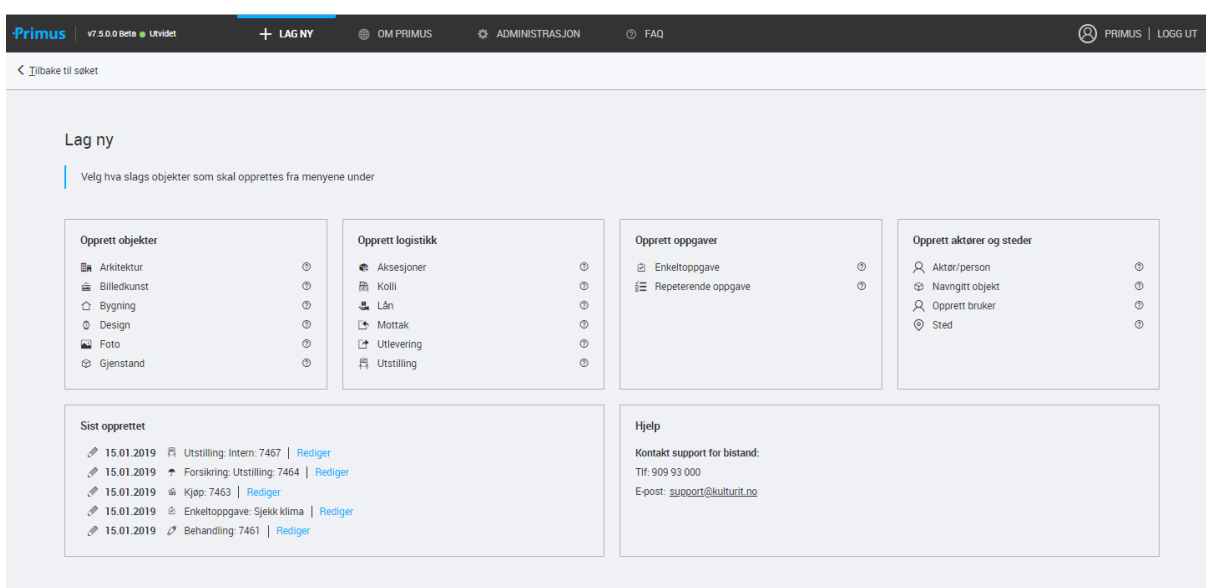 Primus v7.5.0.0 Beta Utvidet LAG NY OM PRIMUS ADMINISTRASJON FAQ PRIMUS | LOGG UT
Tilbake til søket
Lag ny
Velg hva slags objekter som skal opprettes fra menyene under
Opprett objekter
Arkitektur
Billedkunst
Bygning
Design
Foto
Gjenstand
Opprett logistikk
Aksesjoner
Kolli
Lån
Mottak
Utlevering
Utstilling
Opprett oppgaver
Enkeltoppgave
Repeterende oppgave
Opprett aktører og steder
Aktør/person
Navngitt objekt
Opprett bruker
Sted
Sist opprettet
15.01.2019 Utstilling: Intern: 7467 | Rediger
15.01.2019 Forsikring: Utstilling: 7464 | Rediger
15.01.2019 Kjøp: 7463 | Rediger
15.01.2019 Enkeltoppgave: Sjekk klima | Rediger
15.01.2019 Behandling: 7461 | Rediger
Hjelp
Kontakt support for bistand:
Tlf: 909 93 000
E-post: support@kulturit.no